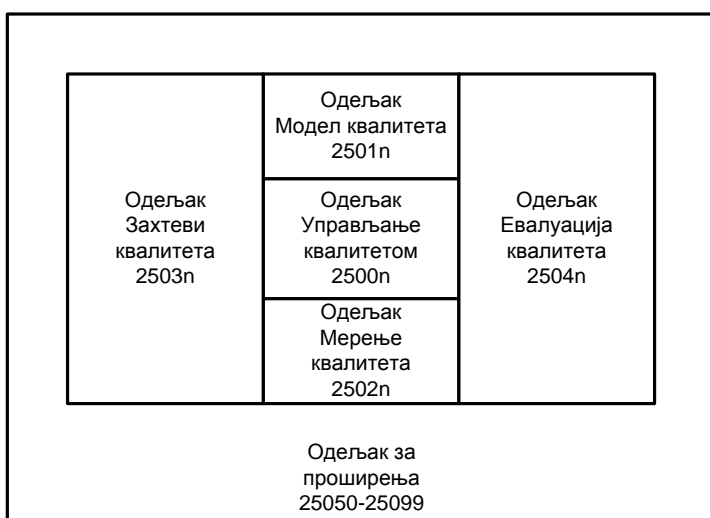 Одељак
Захтеви
квалитета
2503n
Одељак
Модел квалитета
2501n
Одељак
Управљање
квалитетом
2500n
Одељак
Мерење
квалитета
2502n
Одељак
Евалуација
квалитета
2504n
Одељак за
проширења
25050-25099